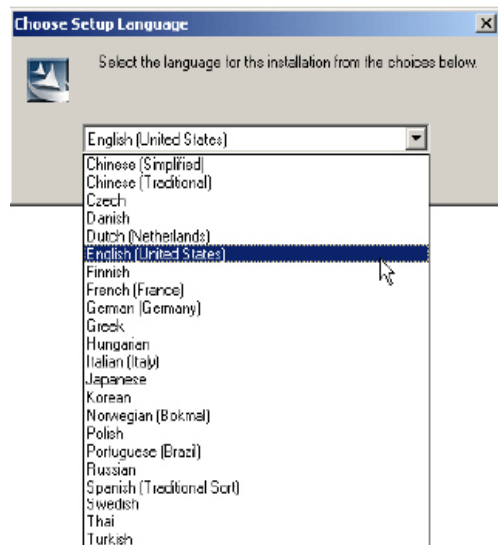 Choose Setup Language
Select the language for the installation from the choices below.
English (United States)
Chinese (Simplified)
Chinese (Traditional)
Czech
Danish
Dutch (Netherlands)
English (United States)
Finnish
French (France)
German (Germany)
Greek
Hungarian
Italian (Italy)
Japanese
Korean
Norwegian (Bokmal)
Polish
Portuguese (Brazil)
Russian
Spanish (Traditional Sort)
Swedish
Thai
Turkish